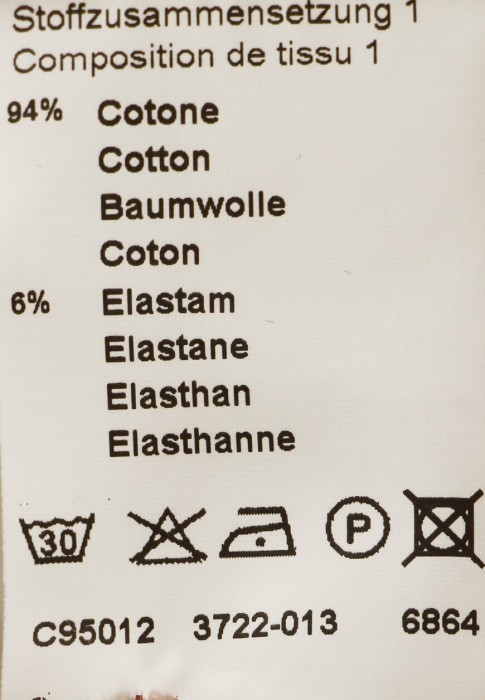 Stoffzusammensetzung 1
Composition de tissu 1
94% Cotone
Cotton
Baumwolle
Coton
6% Elastam
Elastane
Elasthan
Elasthanne
30 P
C95012 3722-013 6864